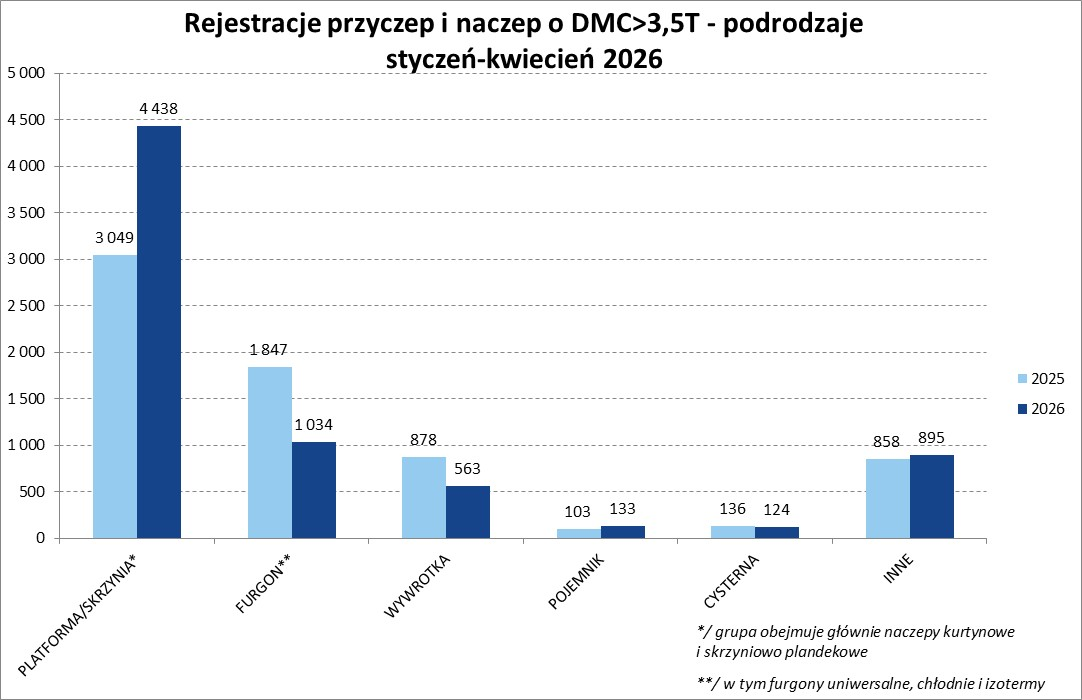 Rejestracje przyczep i naczep o DMC>3,5T - podrodzaje
styczeń-kwiecień 2026
5 000
4 500
4 000
3 500
3 000
2 500
2 000
1 500
1 000
500
0
3 049
4 438
1 847
1 034
878
563
103
133
136
124
858
895
PLATFORMA/SKRZYNIA*
FURGON**
WYWROTKA
POJEMNIK
CYSTERNA
INNE
2025
2026
*/ grupa obejmuje głównie naczepy kurtynowe
i skrzyniowo plandekowe
**/ w tym furgony uniwersalne, chłodnie i izotermy